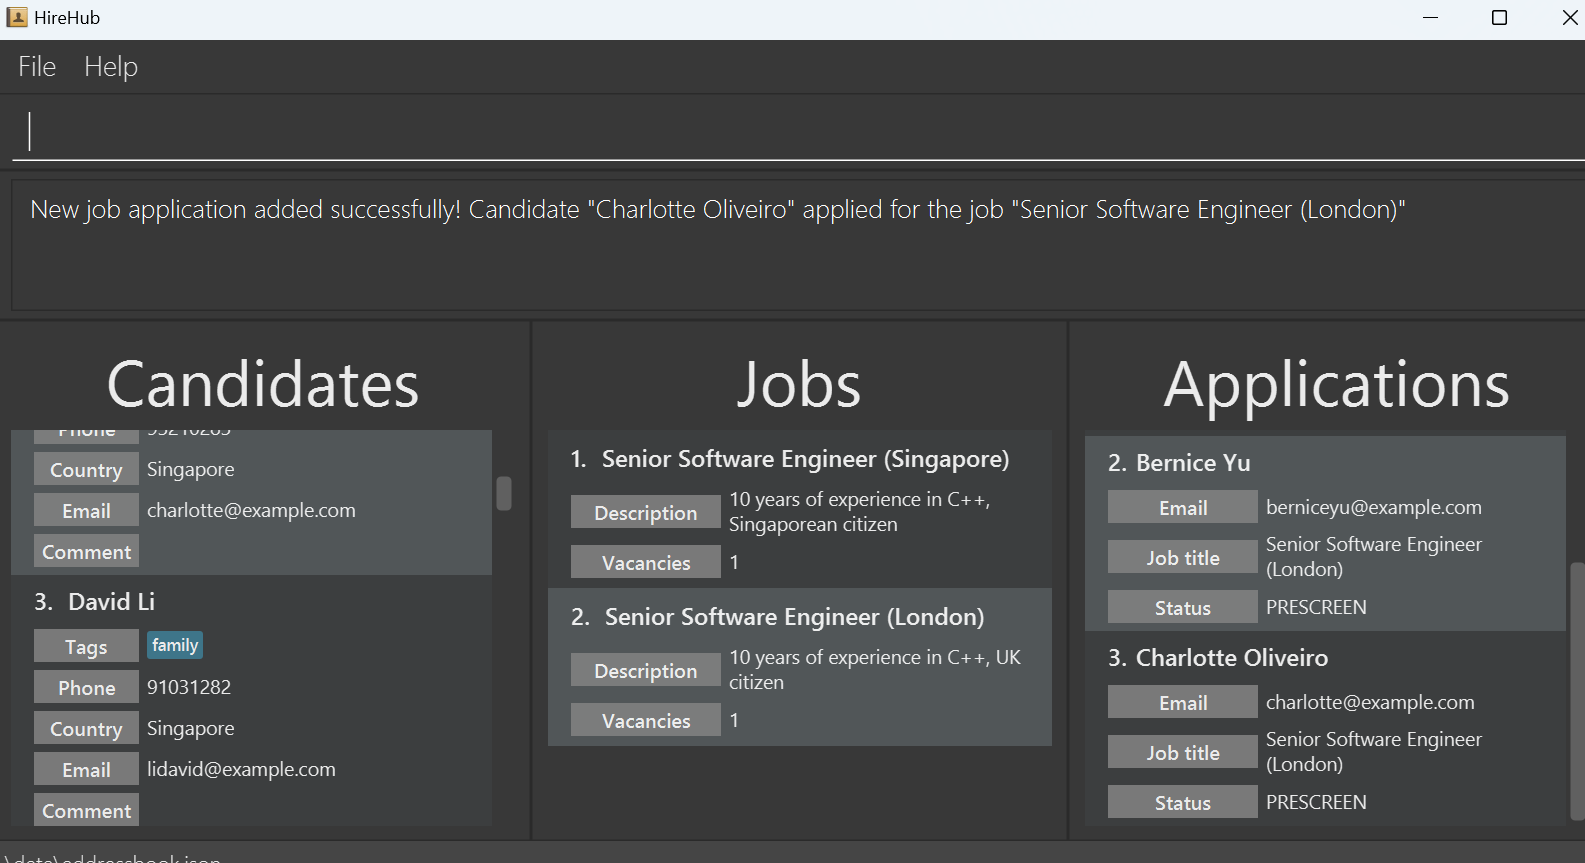 HireHub
File Help
New job application added successfully! Candidate "Charlotte Oliveiro" applied for the job "Senior Software Engineer (London)"
Candidates
Phone
Country Singapore
Email charlotte@example.com
Comment
3. David Li
Tags family
Phone 91031282
Country Singapore
Email lidavid@example.com
Comment
Jobs
1. Senior Software Engineer (Singapore)
Description 10 years of experience in C++,
Singaporean citizen
Vacancies 1
2. Senior Software Engineer (London)
Description 10 years of experience in C++, UK
citizen
Vacancies 1
Applications
2. Bernice Yu
Email berniceyu@example.com
Job title Senior Software Engineer
(London)
Status PRESCREEN
3. Charlotte Oliveiro
Email charlotte@example.com
Job title Senior Software Engineer
(London)
Status PRESCREEN
\data\addressbook.json